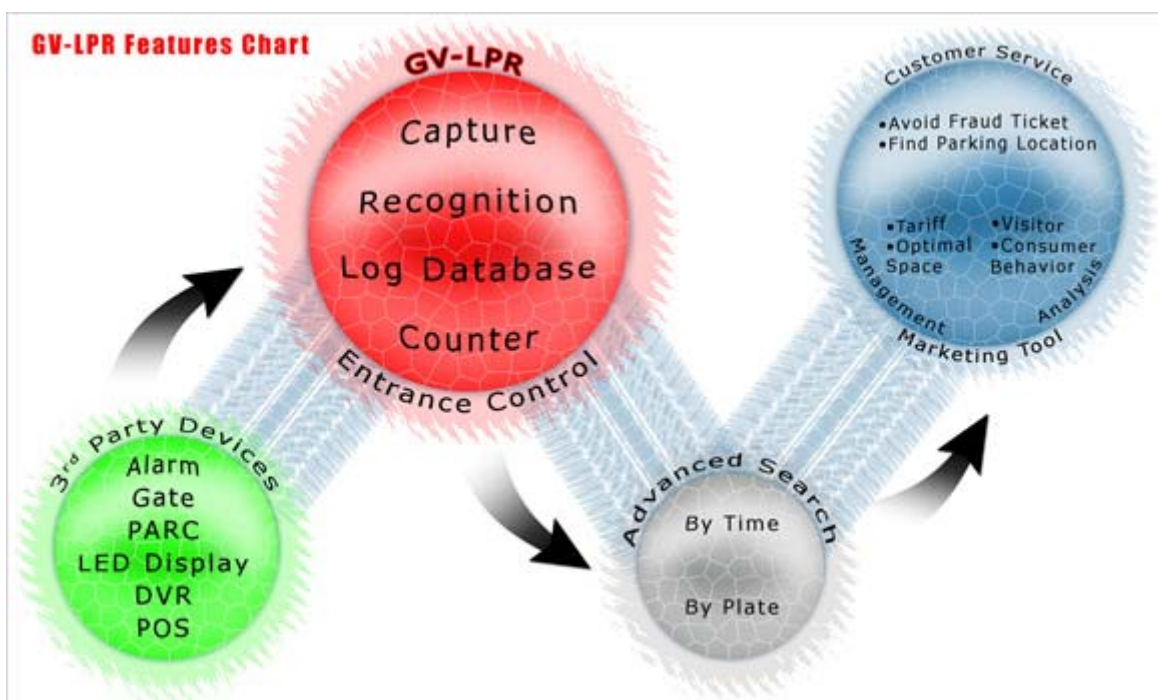 GV-LPR Features Chart
GV-LPR
Capture
Recognition
Log Database
Counter
Entrance Control
3rd Party Devices
Alarm
Gate
PARC
LED Display
DVR
POS
Advanced Search
By Time
By Plate
Customer Service
•Avoid Fraud Ticket
•Find Parking Location
Management
•Tariff
•Optimal
Space
•Visitor
•Consumer
Behavior
Analysis
Marketing Tool